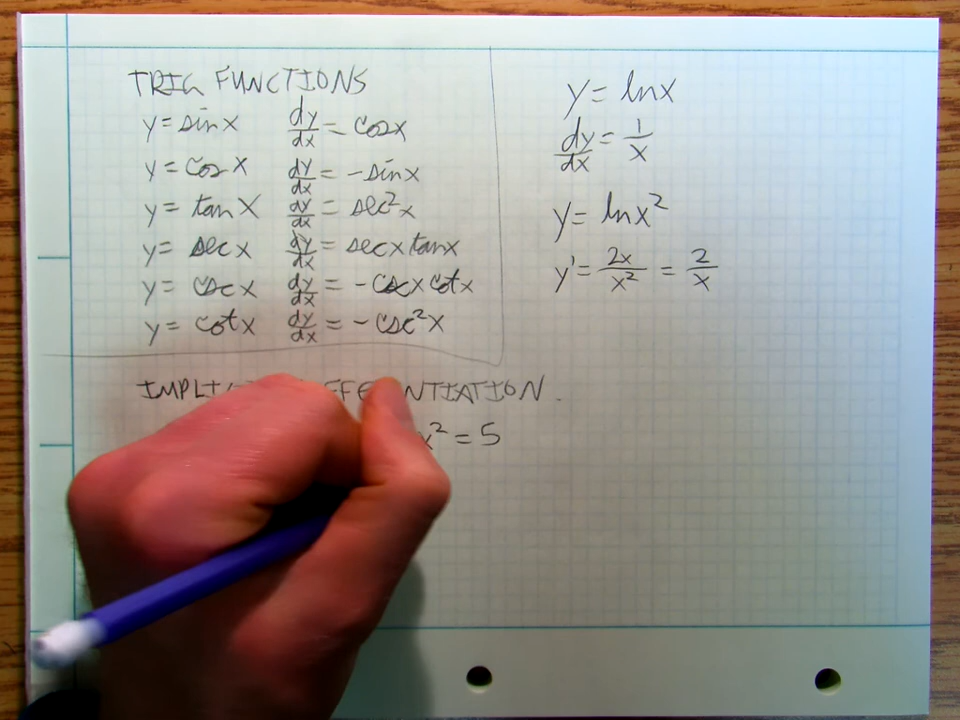 TRIG FUNCTIONS
y = sin x dy/dx = cos x
y = cos x dy/dx = -sin x
y = tan x dy/dx = sec²x
y = sec x dy/dx = sec x tan x
y = csc x dy/dx = -csc x cot x
y = cot x dy/dx = -csc²x
y = ln x
dy/dx = 1/x
y = ln x²
y' = 2x/x² = 2/x
x² = 5